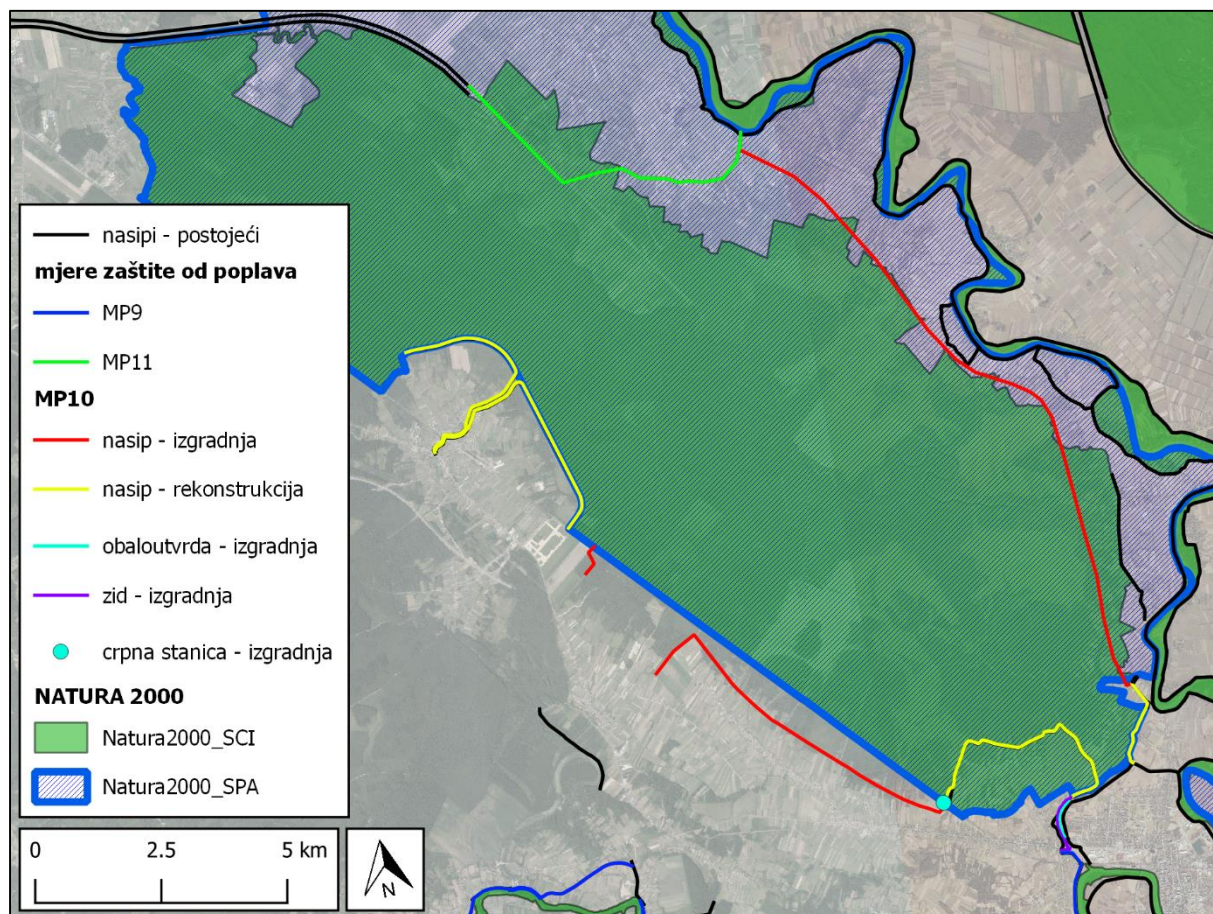 nasipi - postojeći
mjere zaštite od poplava
MP9
MP11
MP10
nasip - izgradnja
nasip - rekonstrukcija
obaloutvrda - izgradnja
zid - izgradnja
crpna stanica - izgradnja
NATURA 2000
Natura2000_SCI
Natura2000_SPA
0 2.5 5 km
N